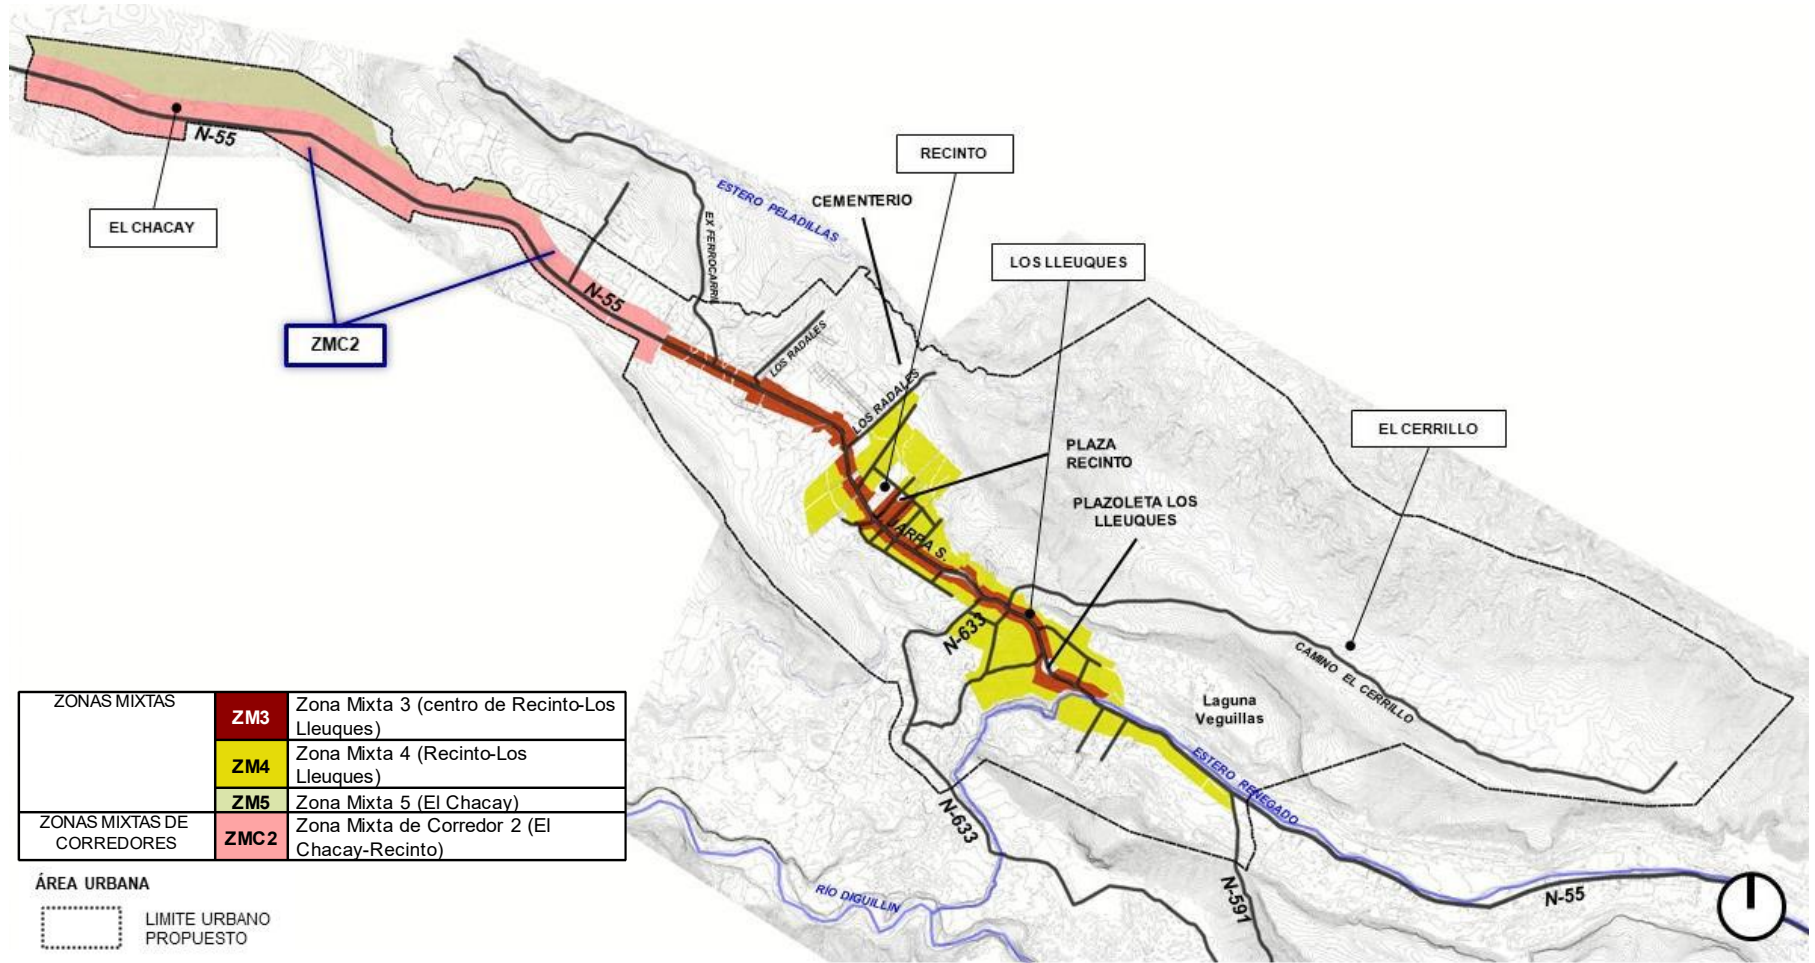 RECINTO
CEMENTERIO
ESTERO PELADILLAS
N-55
EL CHACAY
EX FERROCARRIL
LOS LLEUQUES
N-55
ZMC2
LOS RADALES
LOS RADALES
EL CERRILLO
PLAZA
RECINTO
PLAZOLETA LOS
LLEUQUES
JARPA S.
N-633
CAMINO EL CERRILLO
Laguna
Veguillas
ESTERO RENEGADO
N-633
RÍO DIGUILLIN
N-591
N-55
ZONAS MIXTAS
ZM3
Zona Mixta 3 (centro de Recinto-Los
Lleuques)
ZM4
Zona Mixta 4 (Recinto-Los
Lleuques)
ZM5
Zona Mixta 5 (El Chacay)
ZONAS MIXTAS DE
CORREDORES
ZMC2
Zona Mixta de Corredor 2 (El
Chacay-Recinto)
ÁREA URBANA
LIMITE URBANO
PROPUESTO